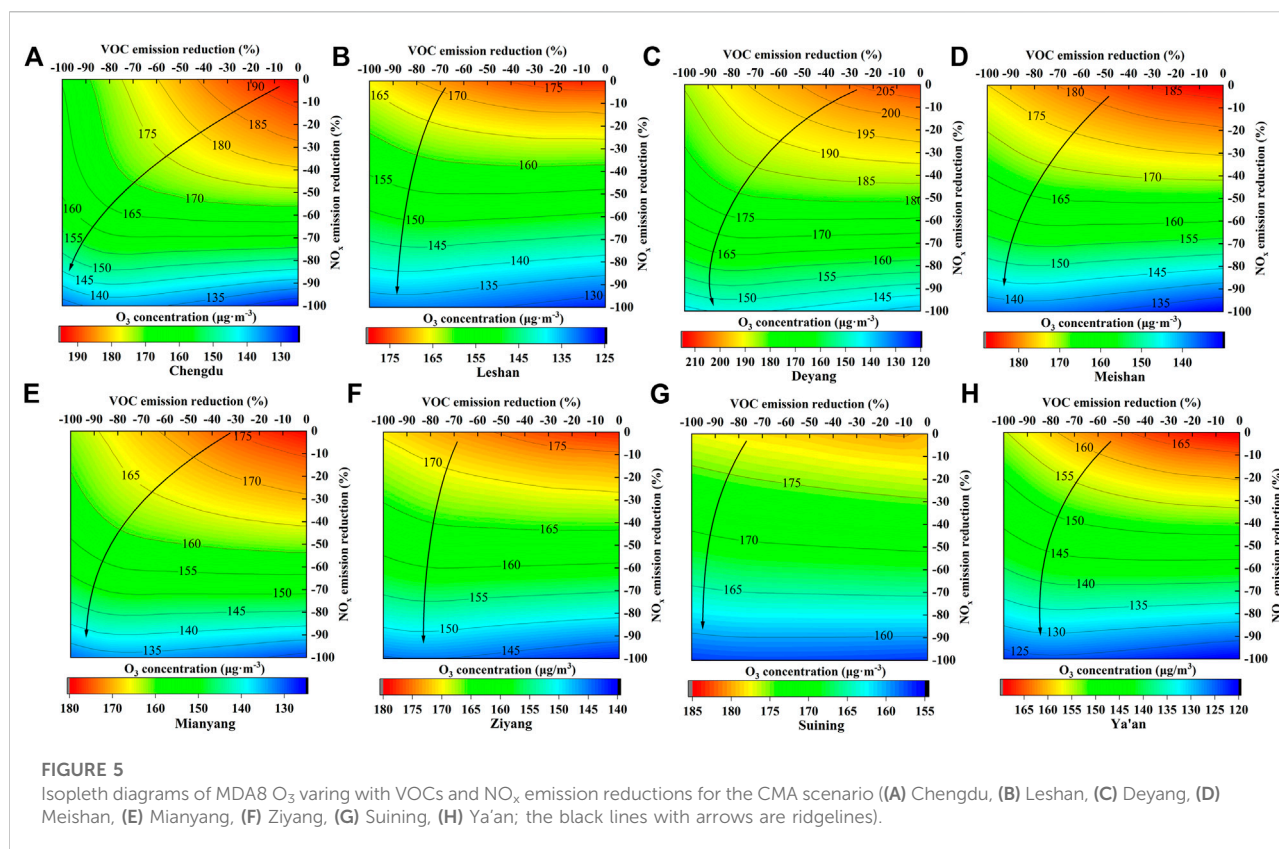 A
VOC emission reduction (%)
-100 -90 -80 -70 -60 -50 -40 -30 -20 -10 0
190
185
180
175
170
165
160
155
150
145
140
135
0
-10
-20
-30
-40
-50
-60
-70
-80
-90
-100
NOx emission reduction (%)
O3 concentration (µg·m-3)
190 180 170 160 150 140 130
Chengdu
B
VOC emission reduction (%)
-100 -90 -80 -70 -60 -50 -40 -30 -20 -10 0
165
170
175
160
155
150
145
140
135
130
0
-10
-20
-30
-40
-50
-60
-70
-80
-90
-100
NOx emission reduction (%)
O3 concentration (µg·m-3)
175 165 155 145 135 125
Leshan
C
VOC emission reduction (%)
-100 -90 -80 -70 -60 -50 -40 -30 -20 -10 0
205
200
195
190
185
180
175
170
165
160
155
150
145
0
-10
-20
-30
-40
-50
-60
-70
-80
-90
-100
NOx emission reduction (%)
O3 concentration (µg·m-3)
210 200 190 180 170 160 150 140 130 120
Deyang
D
VOC emission reduction (%)
-100 -90 -80 -70 -60 -50 -40 -30 -20 -10 0
180
185
175
170
165
160
155
150
145
140
135
0
-10
-20
-30
-40
-50
-60
-70
-80
-90
-100
NOx emission reduction (%)
O3 concentration (µg·m-3)
180 170 160 150 140
Meishan
E
VOC emission reduction (%)
-100 -90 -80 -70 -60 -50 -40 -30 -20 -10 0
175
170
165
160
155
150
145
140
135
0
-10
-20
-30
-40
-50
-60
-70
-80
-90
-100
NOx emission reduction (%)
O3 concentration (µg·m-3)
180 170 160 150 140 130
Mianyang
F
VOC emission reduction (%)
-100 -90 -80 -70 -60 -50 -40 -30 -20 -10 0
175
170
165
160
155
150
145
0
-10
-20
-30
-40
-50
-60
-70
-80
-90
-100
NOx emission reduction (%)
O3 concentration (µg/m3)
180 175 170 165 160 155 150 145 140
Ziyang
G
VOC emission reduction (%)
-100 -90 -80 -70 -60 -50 -40 -30 -20 -10 0
175
170
165
160
0
-10
-20
-30
-40
-50
-60
-70
-80
-90
-100
NOx emission reduction (%)
O3 concentration (µg·m-3)
185 180 175 170 165 160 155
Suining
H
VOC emission reduction (%)
-100 -90 -80 -70 -60 -50 -40 -30 -20 -10 0
160
165
155
150
145
140
135
130
125
0
-10
-20
-30
-40
-50
-60
-70
-80
-90
-100
NOx emission reduction (%)
O3 concentration (µg/m3)
165 160 155 150 145 140 135 130 125 120
Ya'an
FIGURE 5
Isopleth diagrams of MDA8 O3 varing with VOCs and NOx emission reductions for the CMA scenario ((A) Chengdu, (B) Leshan, (C) Deyang, (D)
Meishan, (E) Mianyang, (F) Ziyang, (G) Suining, (H) Ya’an; the black lines with arrows are ridgelines).